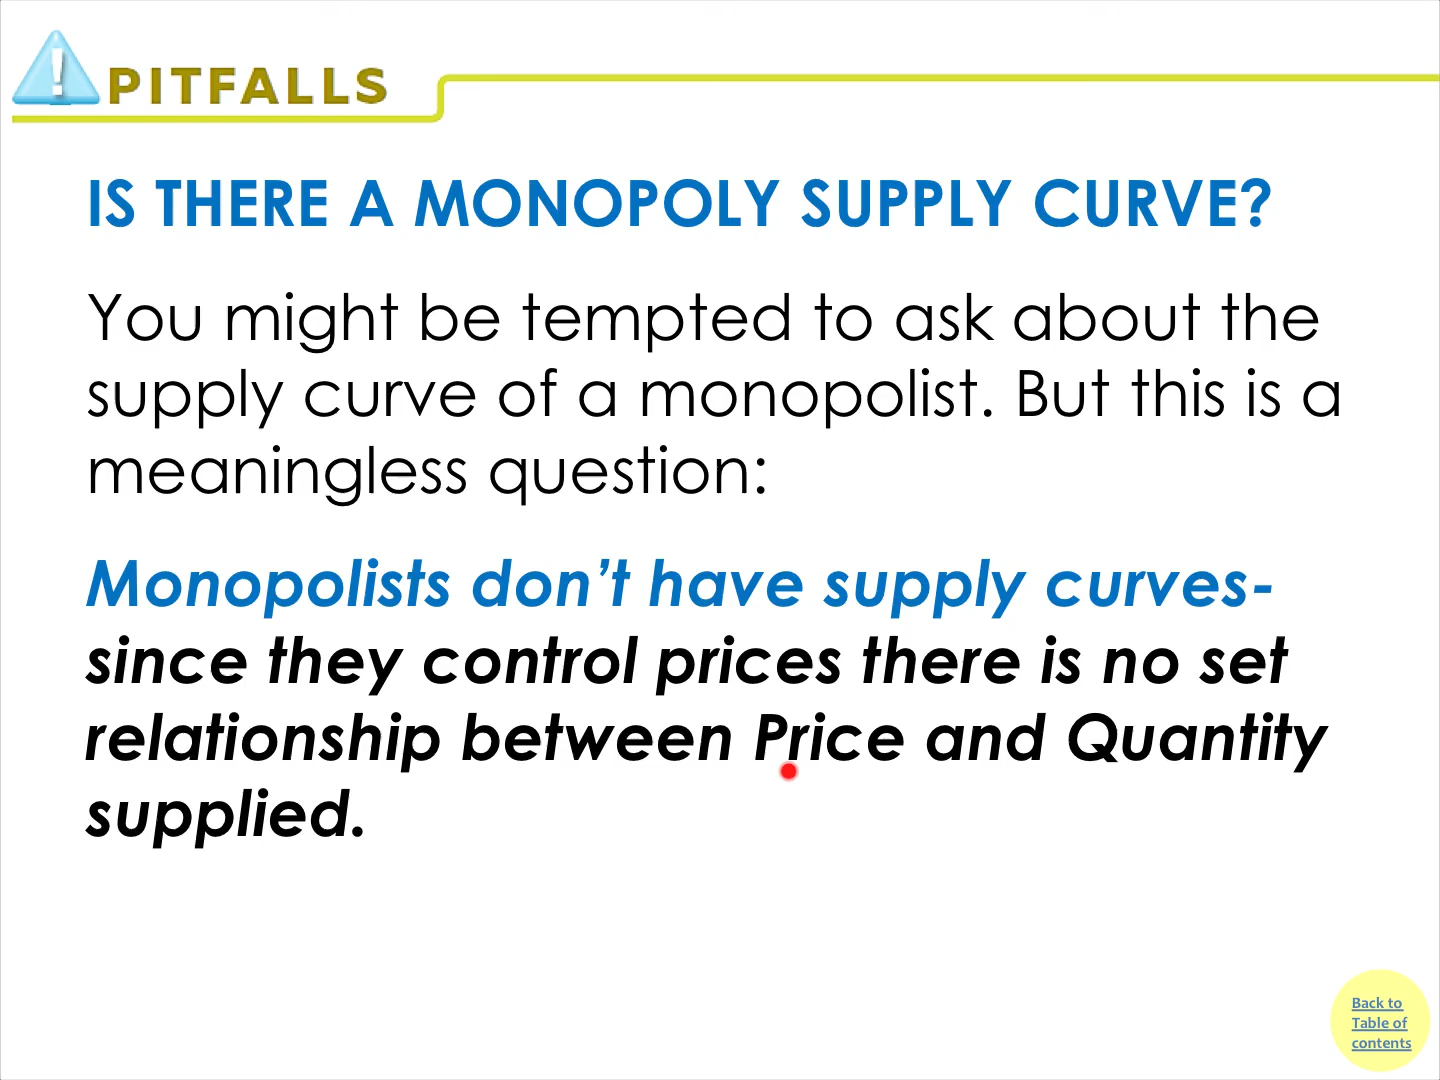 PITFALLS
IS THERE A MONOPOLY SUPPLY CURVE?
You might be tempted to ask about the
supply curve of a monopolist. But this is a
meaningless question:
Monopolists don’t have supply curves-
since they control prices there is no set
relationship between Price and Quantity
supplied.
Back to
Table of
contents